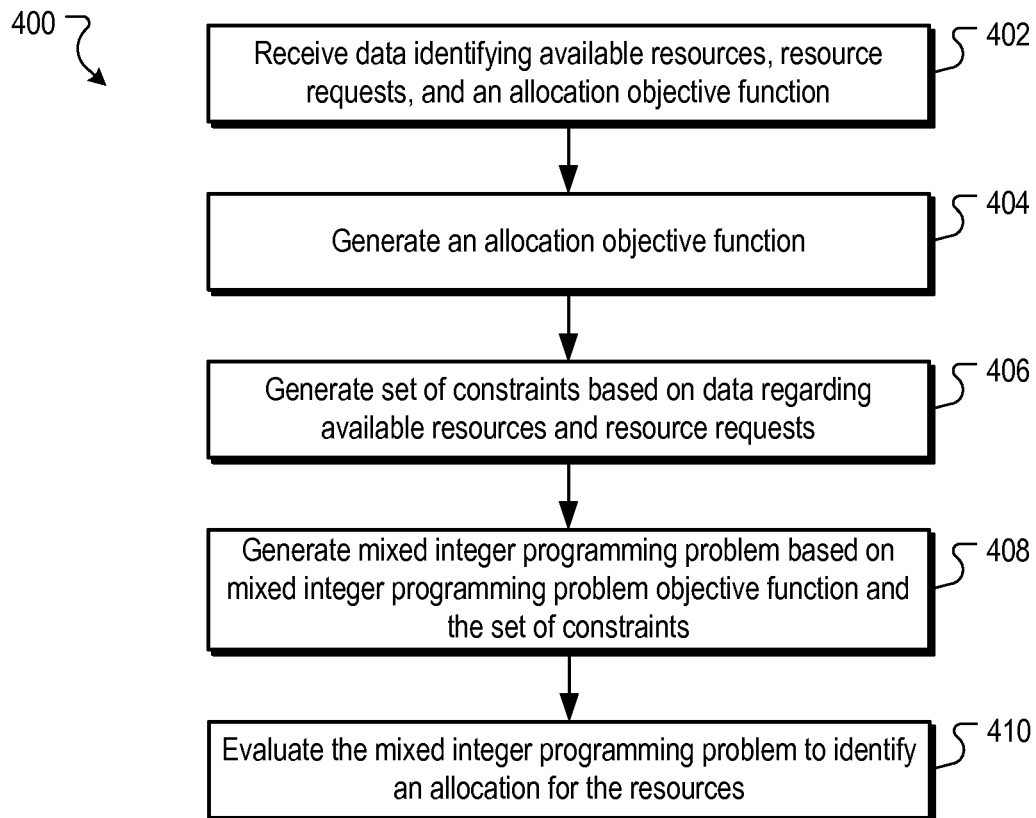 400
402
Receive data identifying available resources, resource
requests, and an allocation objective function
404
Generate an allocation objective function
406
Generate set of constraints based on data regarding
available resources and resource requests
408
Generate mixed integer programming problem based on
mixed integer programming problem objective function and
the set of constraints
410
Evaluate the mixed integer programming problem to identify
an allocation for the resources